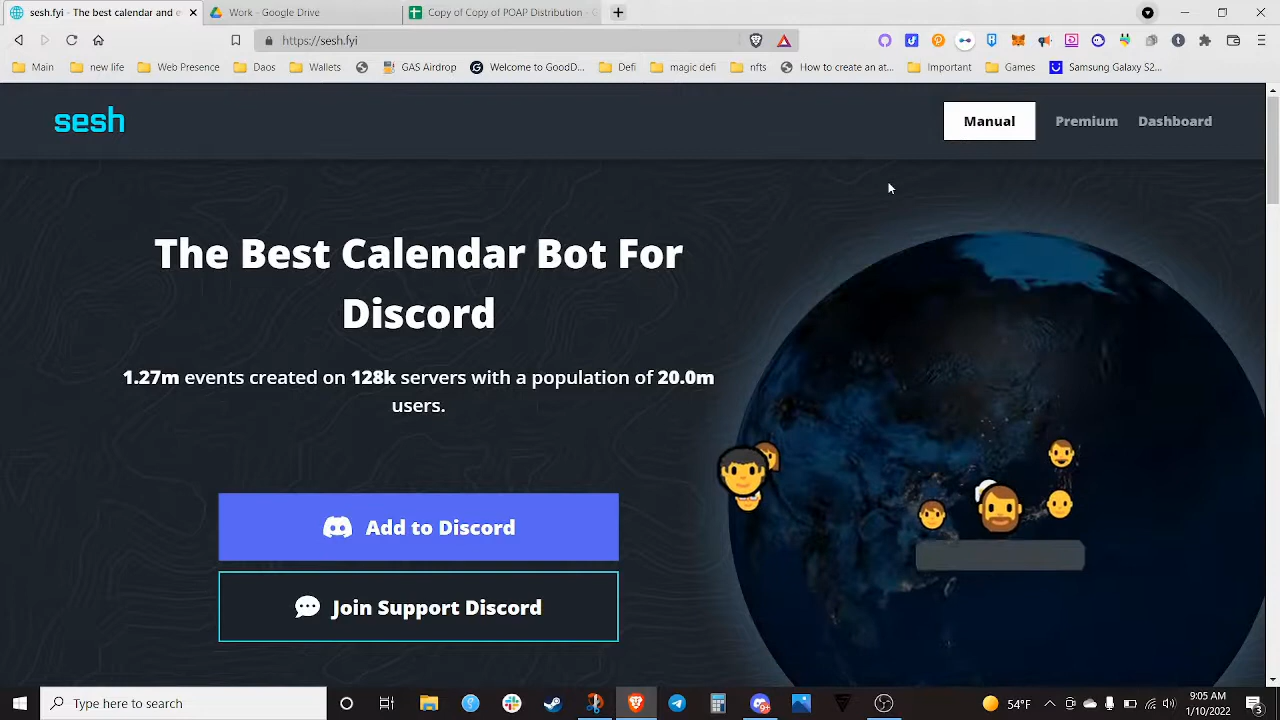 sesh.fyi - The best calendar and e
Work - Google Drive
Copy of Copy of POAP Distribution - G
https://sesh.fyi
Main
new life
Web Presence
Daos
Wallets
GAS Airdrop
Welcome to GoodD...
Defi
magic defi
nfts
How to create an at...
Important
Games
Samsung Galaxy S2...
sesh
Manual
Premium
Dashboard
The Best Calendar Bot For
Discord
1.27m events created on 128k servers with a population of 20.0m
users.
Add to Discord
Join Support Discord
Type here to search
54°F
9:05 AM
1/10/2022